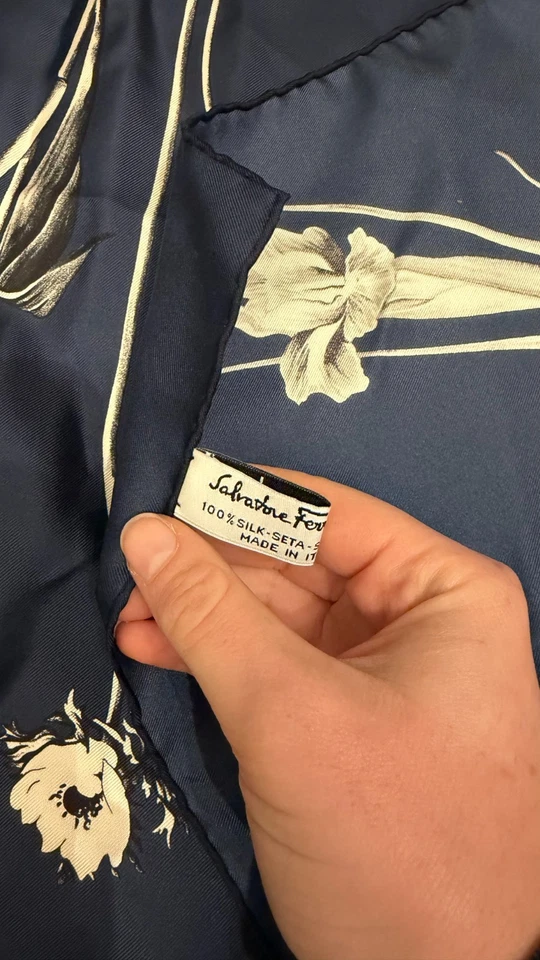 Salvatore Fer
100% SILK-SETA-S
MADE IN IT